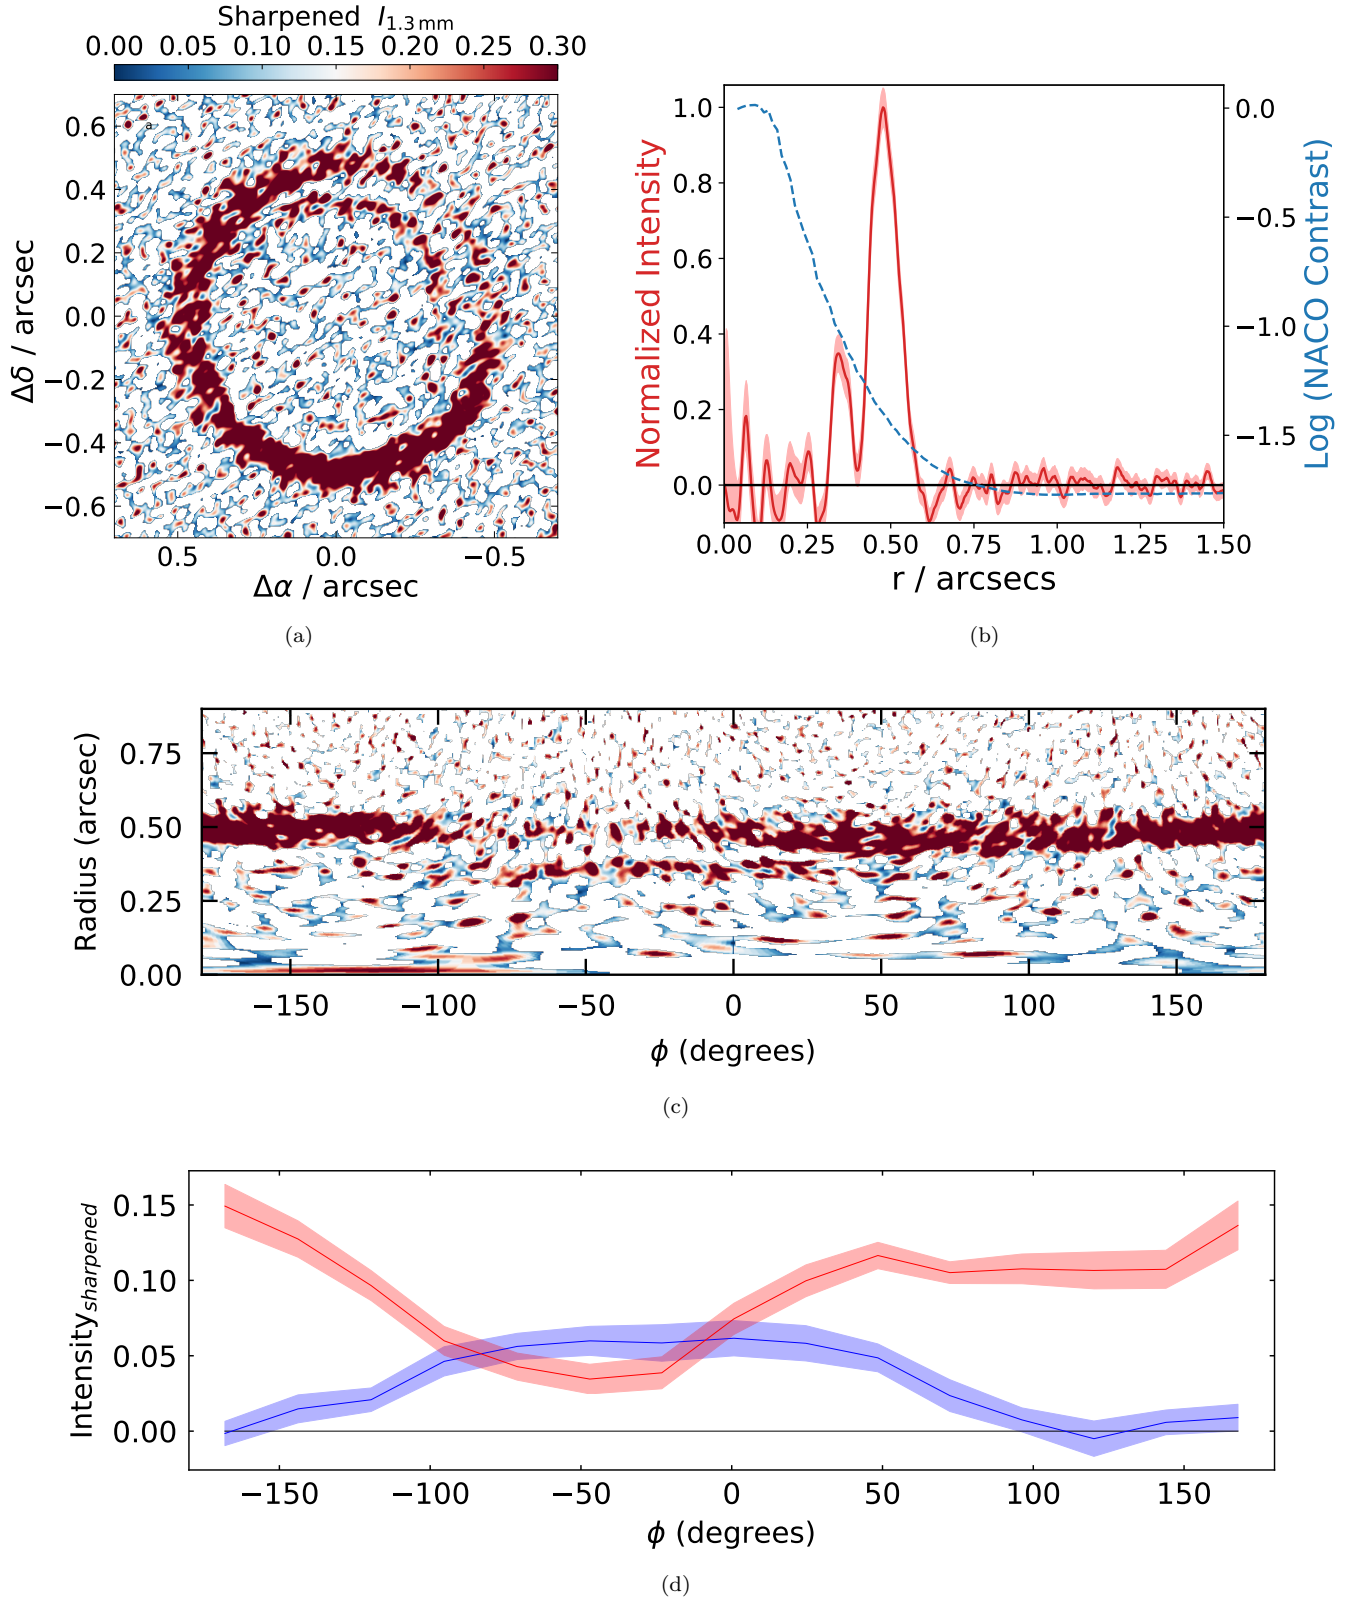 Sharpened I1.3 mm
0.00 0.05 0.10 0.15 0.20 0.25 0.30
a
0.6
0.4
0.2
0.0
−0.2
−0.4
−0.6
Δδ / arcsec
0.5 0.0 −0.5
Δα / arcsec
(a)
Normalized Intensity
1.0
0.8
0.6
0.4
0.2
0.0
0.0
−0.5
−1.0
−1.5
Log (NACO Contrast)
0.00 0.25 0.50 0.75 1.00 1.25 1.50
r / arcsecs
(b)
Radius (arcsec)
0.75
0.50
0.25
0.00
−150 −100 −50 0 50 100 150
ϕ (degrees)
(c)
Intensitysharpened
0.15
0.10
0.05
0.00
−150 −100 −50 0 50 100 150
ϕ (degrees)
(d)